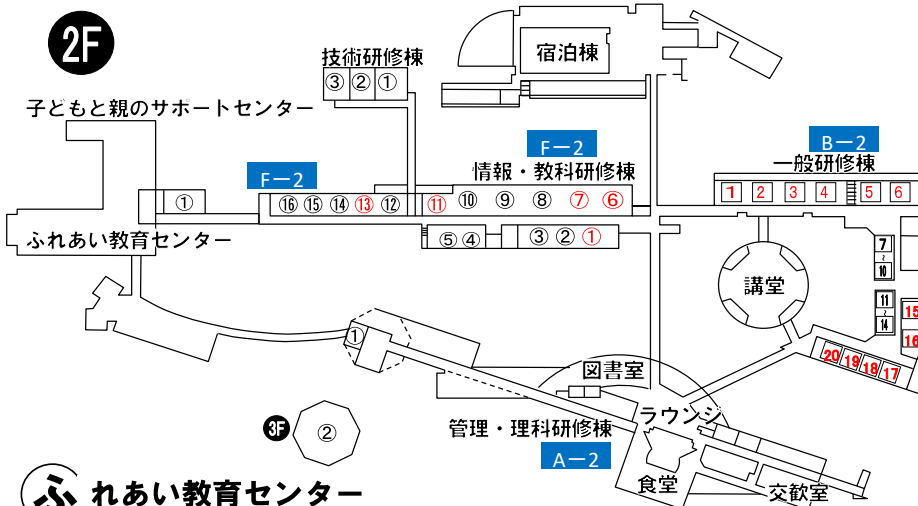 2F
宿泊棟
技術研修棟
③ ② ①
子どもと親のサポートセンター
B－2
一般研修棟
F－2
F－2
情報・教科研修棟
1 2 3 4 5 6
①
⑯ ⑮ ⑭ ⑬ ⑫ ⑪ ⑩ ⑨ ⑧ ⑦ ⑥
ふれあい教育センター
⑤ ④ ③ ② ①
7
～
10
講堂
11
～
14
15
16
20 19 18 17
①
図書室
ラウンジ
3F
②
管理・理科研修棟
A－2
食堂
交歓室
ふれあい教育センター